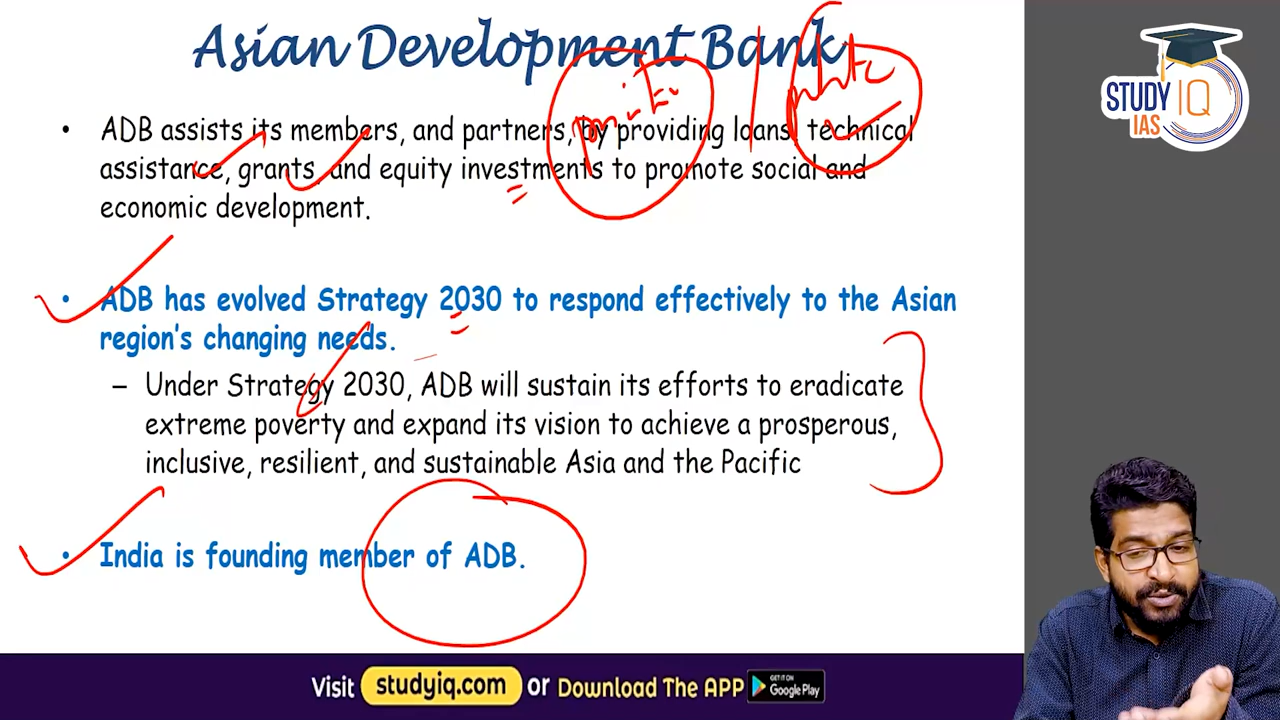 Asian Development Bank
STUDY IQ
IAS
• ADB assists its members, and partners, by providing loans, technical
assistance, grants, and equity investments to promote social and
economic development.
• ADB has evolved Strategy 2030 to respond effectively to the Asian
region's changing needs.
– Under Strategy 2030, ADB will sustain its efforts to eradicate
extreme poverty and expand its vision to achieve a prosperous,
inclusive, resilient, and sustainable Asia and the Pacific
• India is founding member of ADB.
Visit studyiq.com or Download The APP GET IT ON Google Play